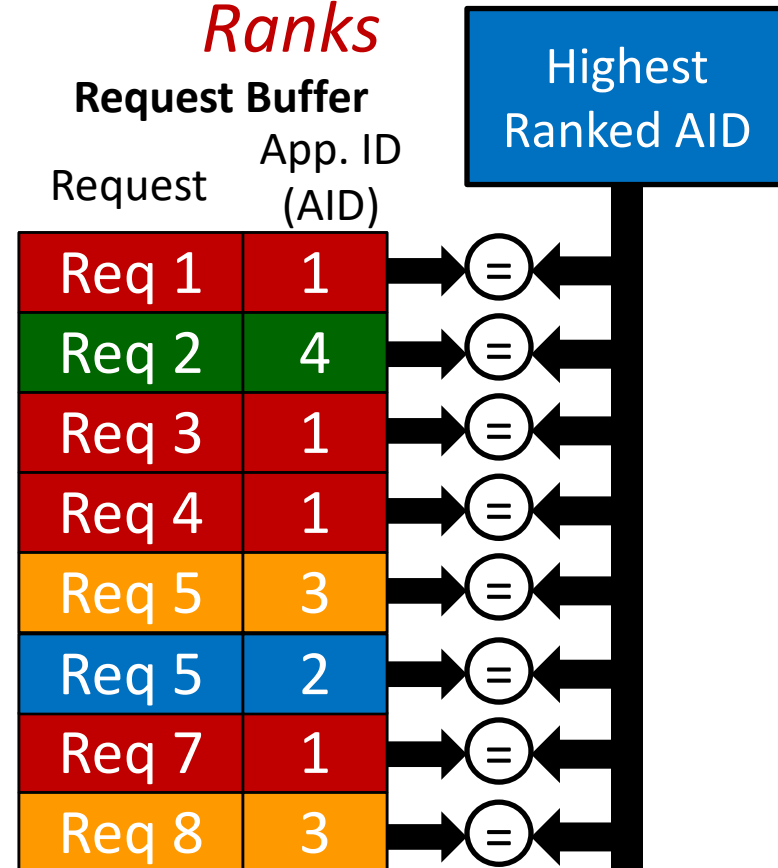 Ranks
Request Buffer
Request
App. ID
(AID)
Highest
Ranked AID
Req 1 1 =
Req 2 4 =
Req 3 1 =
Req 4 1 =
Req 5 3 =
Req 5 2 =
Req 7 1 =
Req 8 3 =